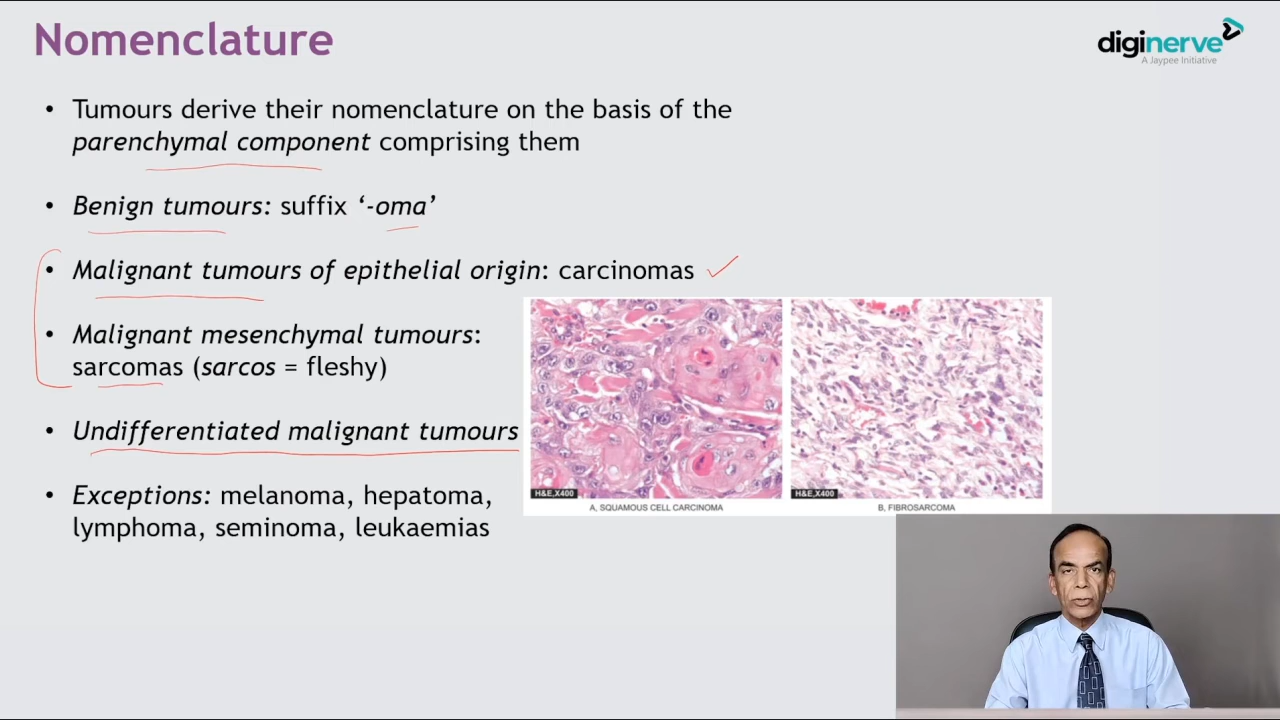 Nomenclature
diginerve
A Jaypee Initiative
• Tumours derive their nomenclature on the basis of the
parenchymal component comprising them
• Benign tumours: suffix ‘-oma’
• Malignant tumours of epithelial origin: carcinomas
• Malignant mesenchymal tumours:
sarcomas (sarcos = fleshy)
• Undifferentiated malignant tumours
• Exceptions: melanoma, hepatoma,
lymphoma, seminoma, leukaemias
H&E,X400
H&E,X400
A, SQUAMOUS CELL CARCINOMA
B, FIBROSARCOMA